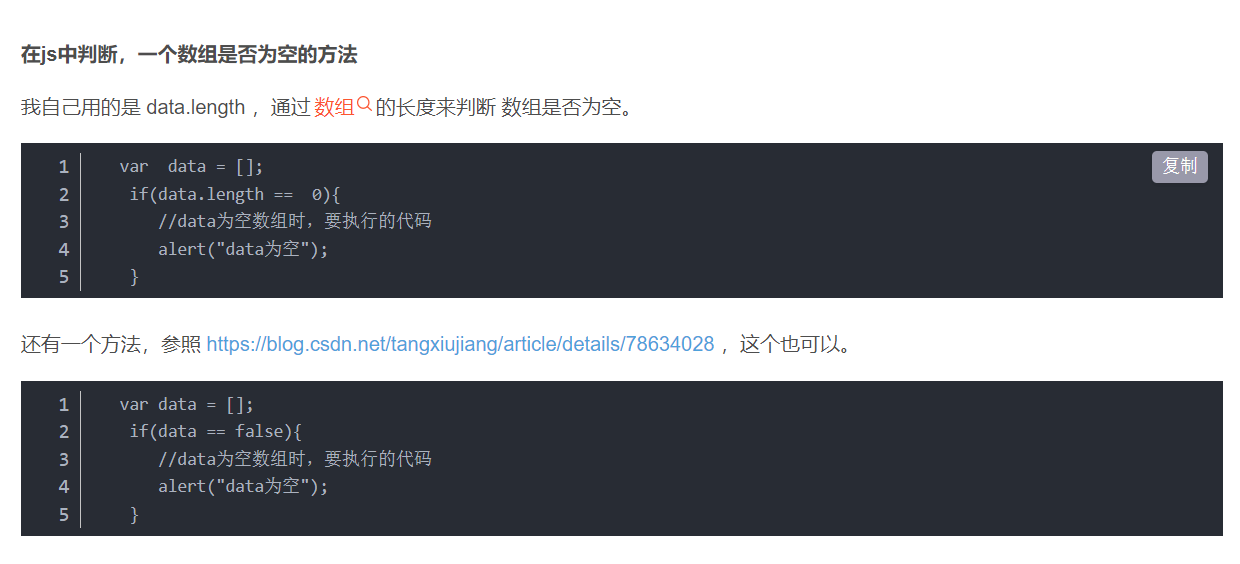 在js中判断，一个数组是否为空的方法
我自己用的是 data.length ，通过 数组 的长度来判断 数组是否为空。
复制
1 var  data = [];
2 if(data.length ==  0){
3 //data为空数组时，要执行的代码
4 alert("data为空");
5 }
还有一个方法，参照 https://blog.csdn.net/tangxiujiang/article/details/78634028 ，这个也可以。
1 var data = [];
2 if(data == false){
3 //data为空数组时，要执行的代码
4 alert("data为空");
5 }